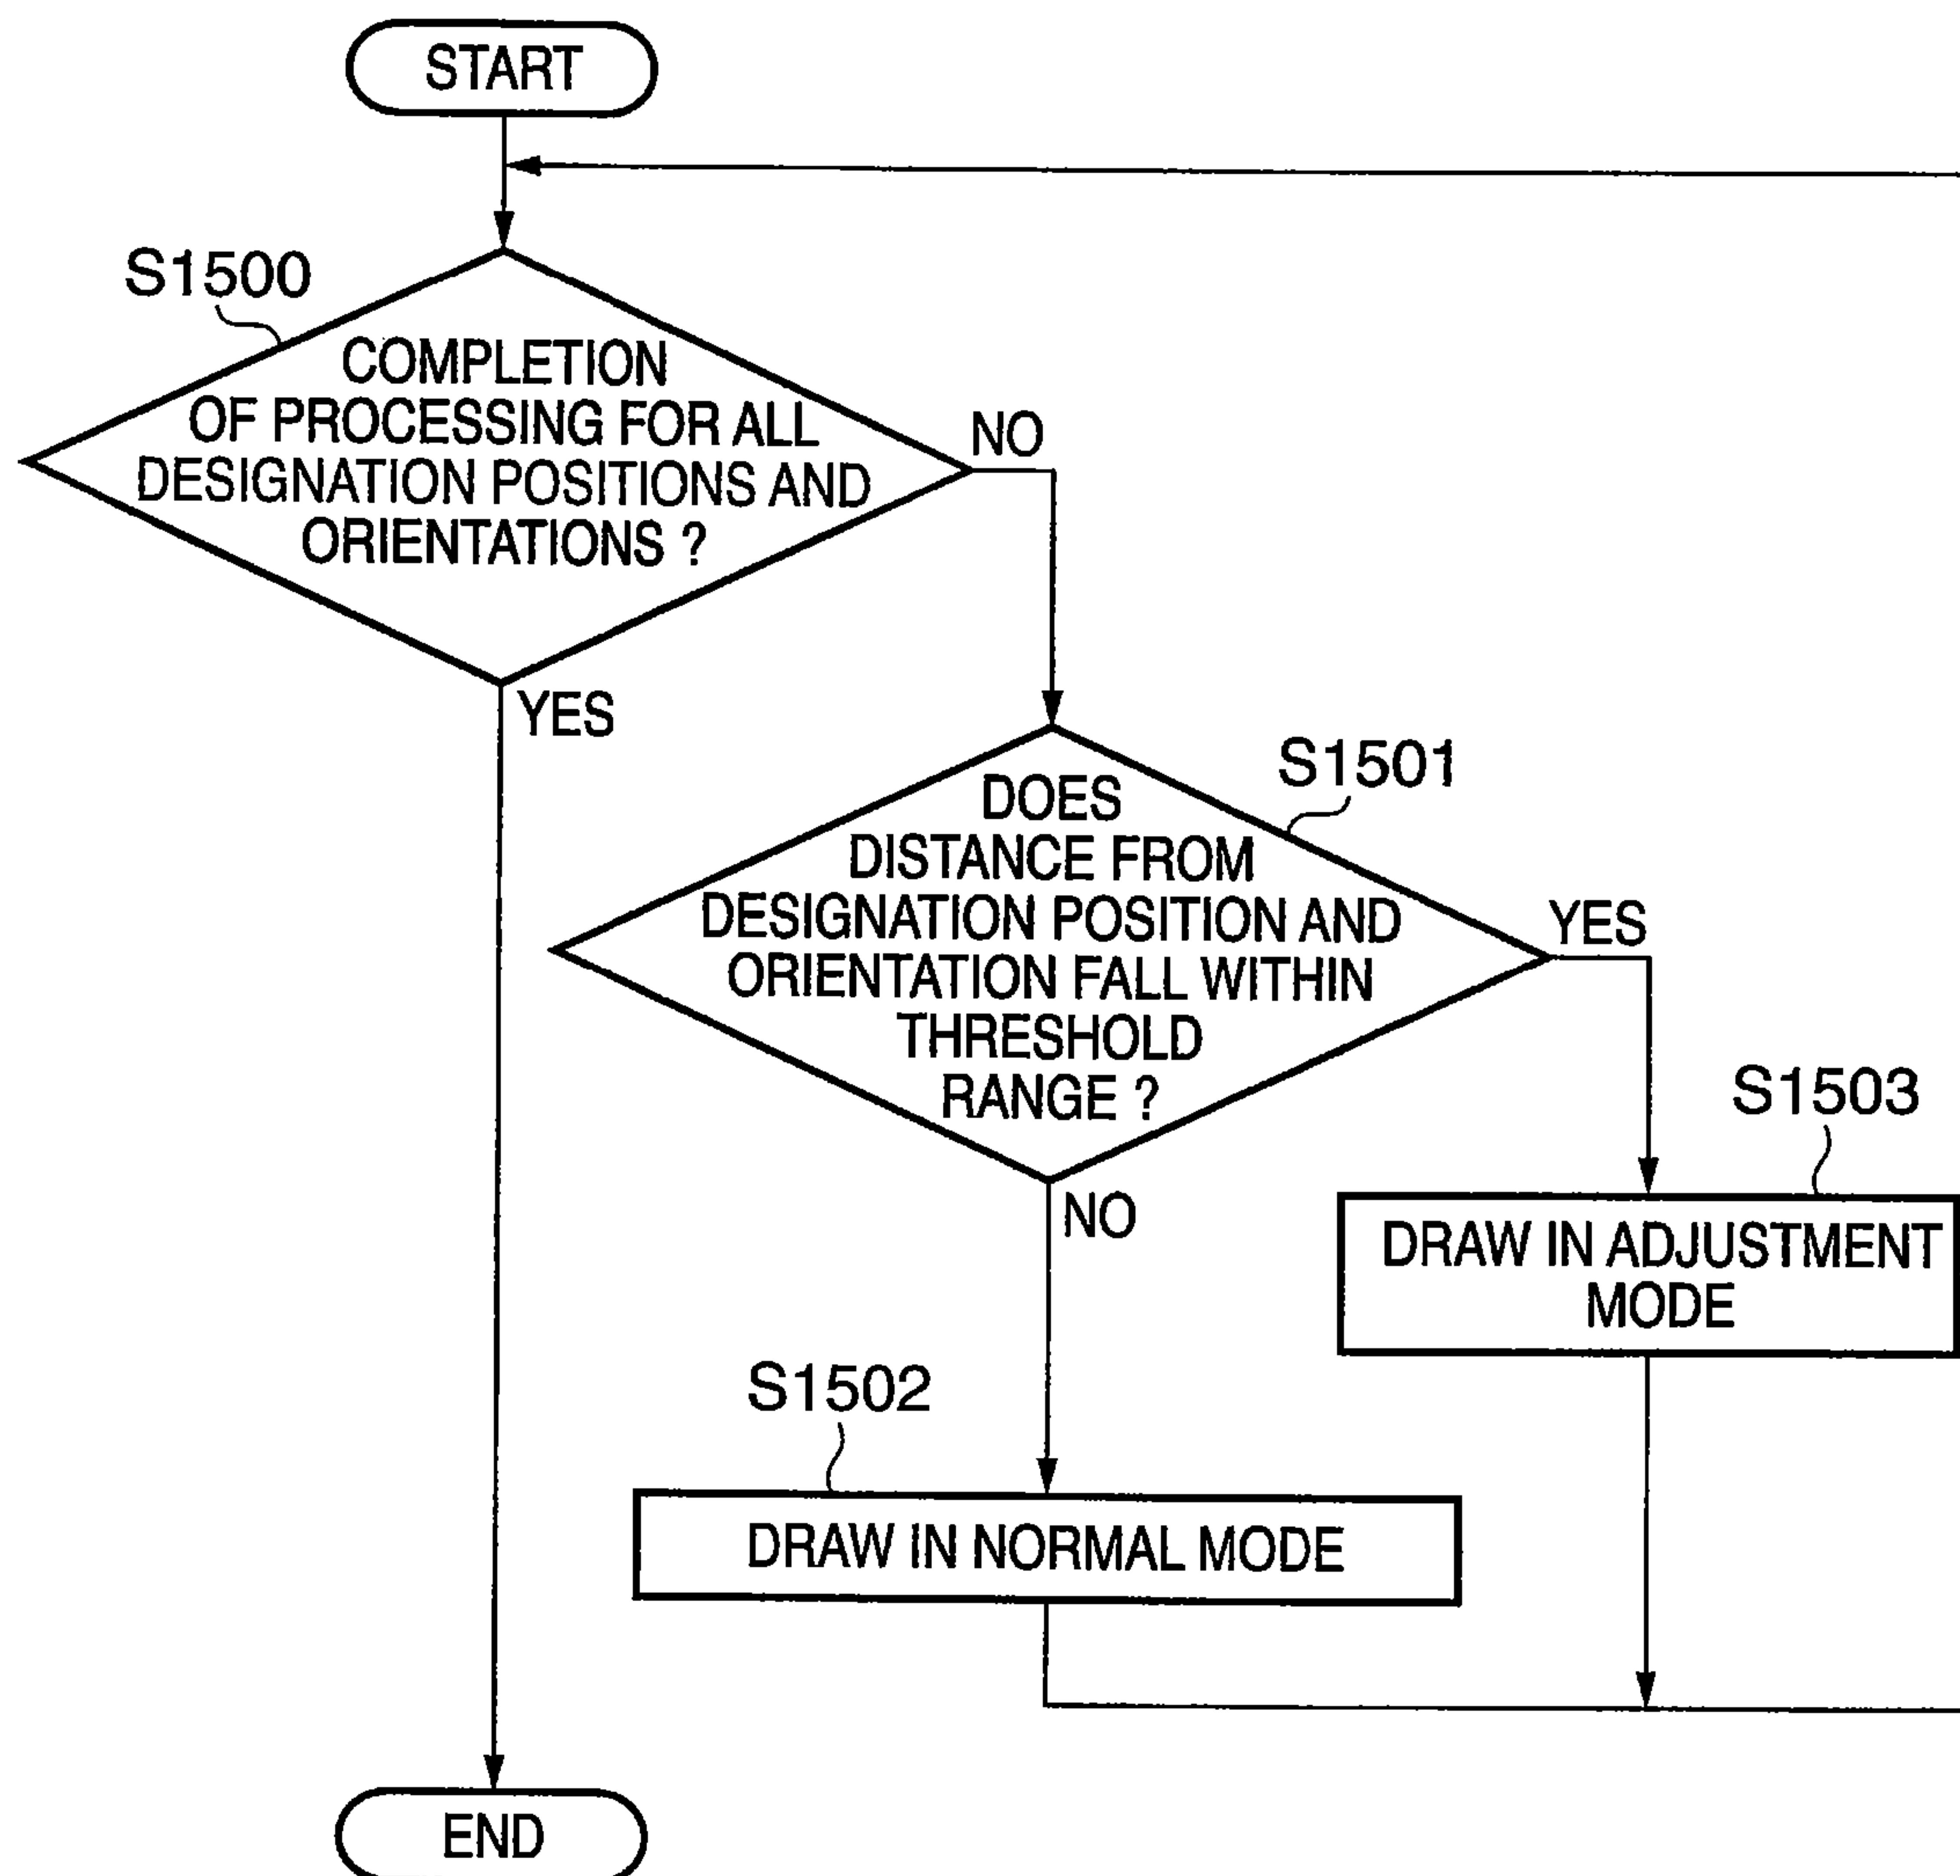 START
S1500
COMPLETION
OF PROCESSING FOR ALL
DESIGNATION POSITIONS AND
ORIENTATIONS ?
NO
YES
S1501
DOES
DISTANCE FROM
DESIGNATION POSITION AND
ORIENTATION FALL WITHIN
THRESHOLD
RANGE ?
YES
NO
S1503
DRAW IN ADJUSTMENT
MODE
S1502
DRAW IN NORMAL MODE
END